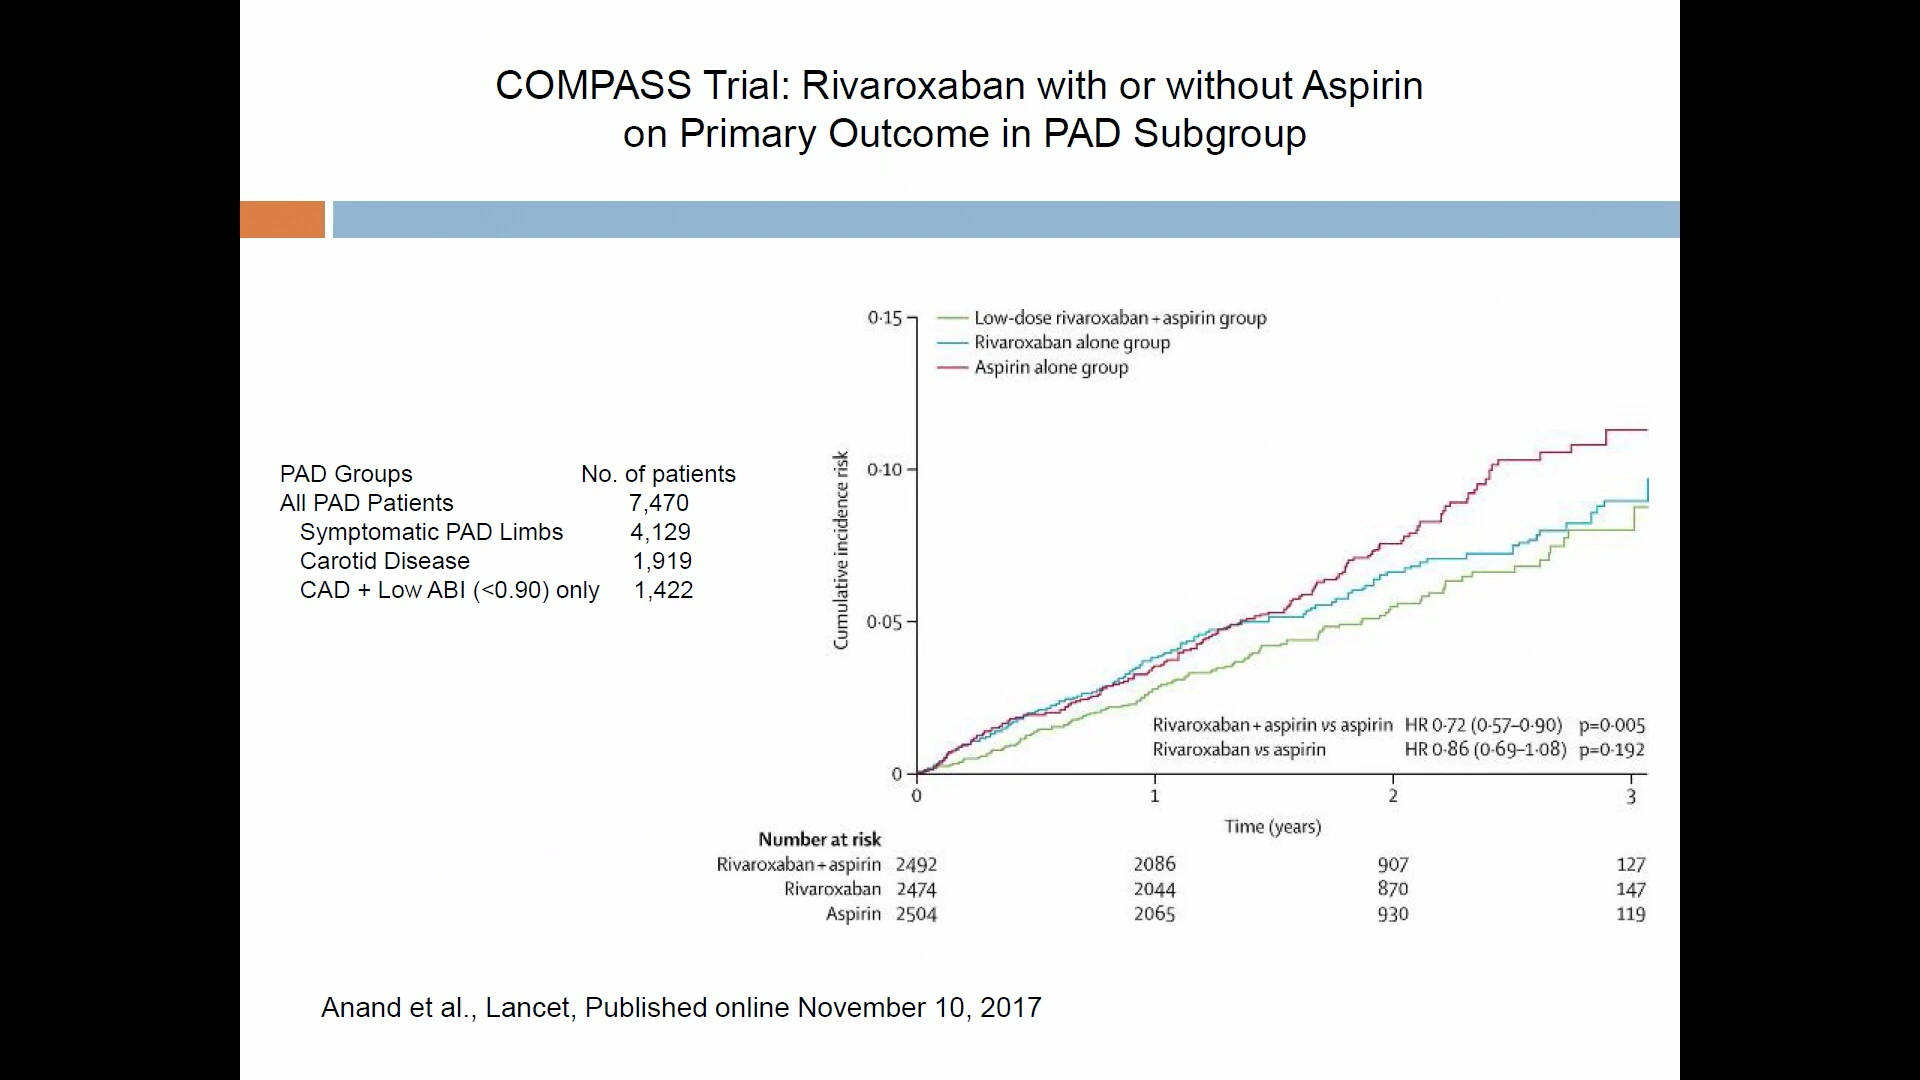 COMPASS Trial: Rivaroxaban with or without Aspirin
on Primary Outcome in PAD Subgroup
PAD Groups No. of patients
All PAD Patients 7,470
Symptomatic PAD Limbs 4,129
Carotid Disease 1,919
CAD + Low ABI (<0.90) only 1,422
Low-dose rivaroxaban + aspirin group
Rivaroxaban alone group
Aspirin alone group
Cumulative incidence risk
0·15
0·10
0·05
0
Rivaroxaban + aspirin vs aspirin HR 0·72 (0·57–0·90) p=0·005
Rivaroxaban vs aspirin HR 0·86 (0·69–1·08) p=0·192
0 1 2 3
Time (years)
Number at risk
Rivaroxaban + aspirin 2492 2086 907 127
Rivaroxaban 2474 2044 870 147
Aspirin 2504 2065 930 119
Anand et al., Lancet, Published online November 10, 2017